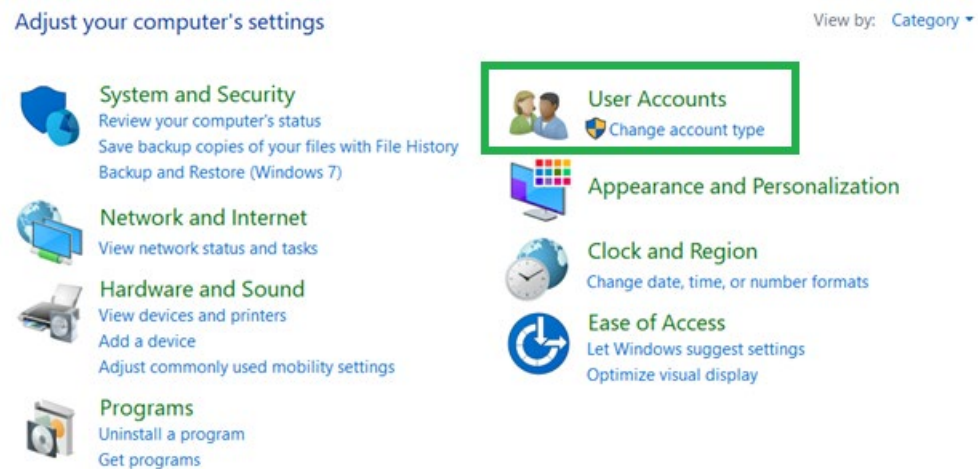 Adjust your computer's settings
View by: Category
System and Security
Review your computer's status
Save backup copies of your files with File History
Backup and Restore (Windows 7)
Network and Internet
View network status and tasks
Hardware and Sound
View devices and printers
Add a device
Adjust commonly used mobility settings
Programs
Uninstall a program
Get programs
User Accounts
Change account type
Appearance and Personalization
Clock and Region
Change date, time, or number formats
Ease of Access
Let Windows suggest settings
Optimize visual display